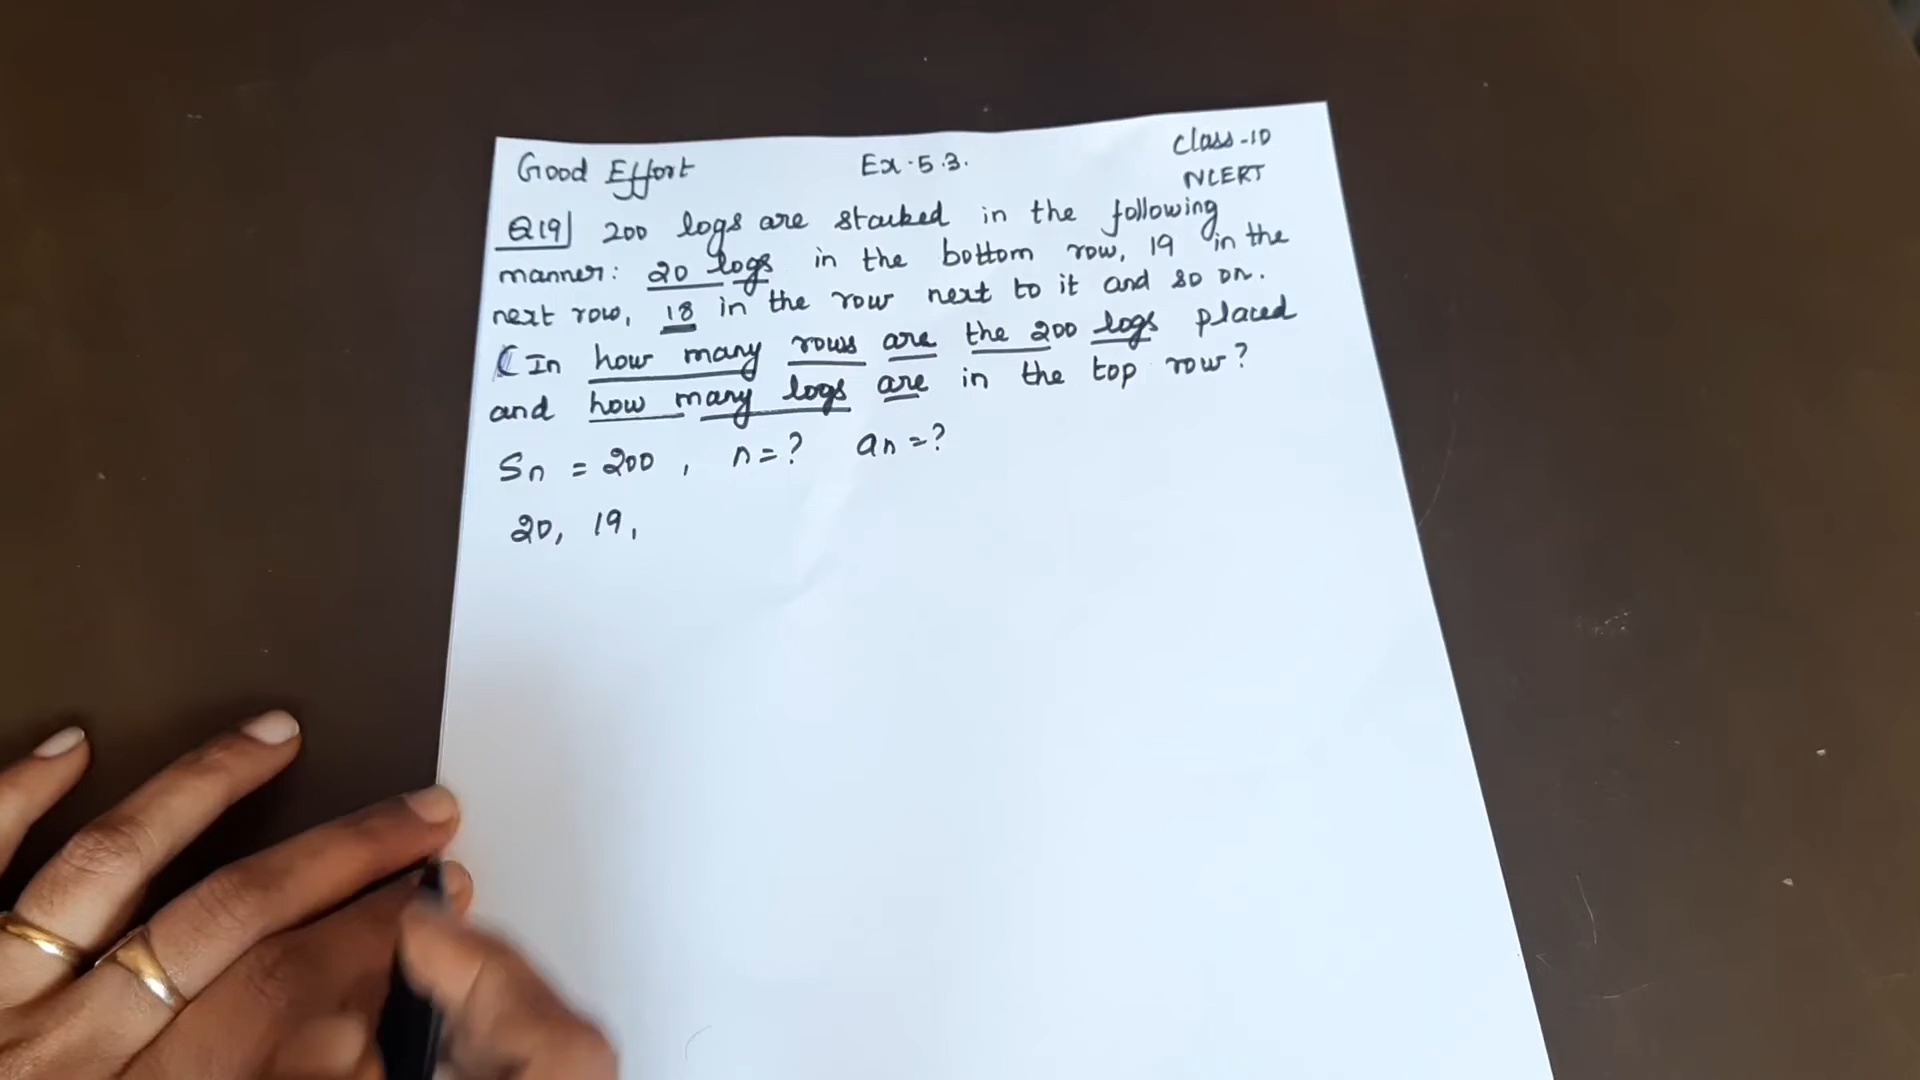 Good Effort Ex.5.3. Class-10
NCERT
Q19] 200 logs are stacked in the following
manner: 20 logs in the bottom row, 19 in the
next row, 18 in the row next to it and so on.
(In how many rows are the 200 logs placed
and how many logs are in the top row?
Sn = 200, n=? an=?
20, 19,